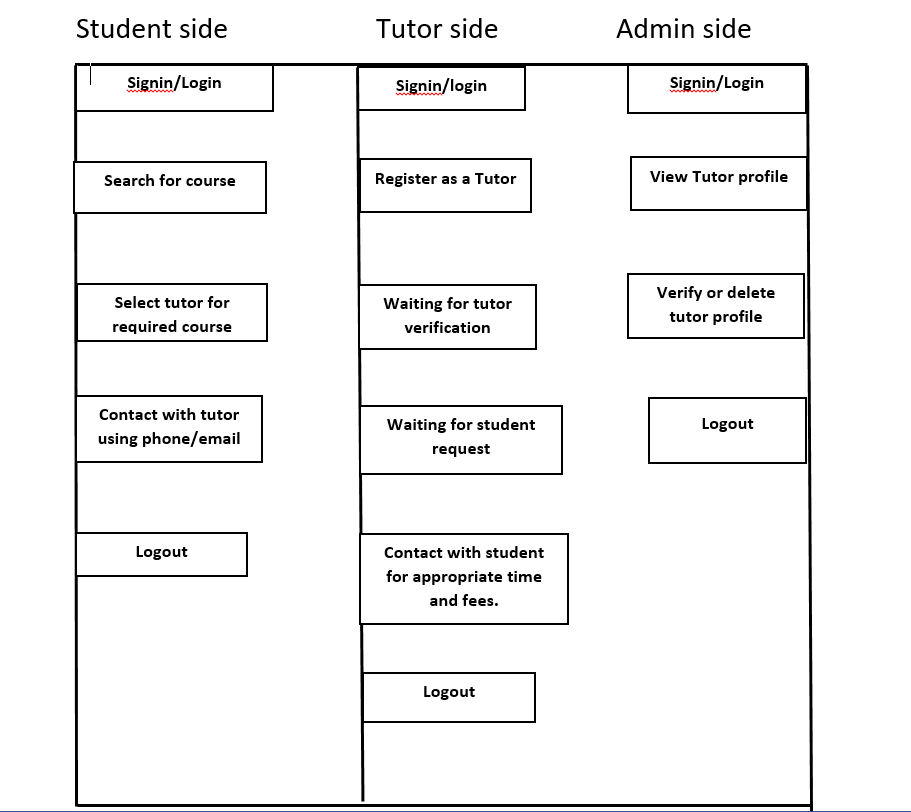 Student side
Tutor side
Admin side
Signin/Login
Signin/login
Signin/Login
Search for course
Register as a Tutor
View Tutor profile
Select tutor for
required course
Waiting for tutor
verification
Verify or delete
tutor profile
Contact with tutor
using phone/email
Waiting for student
request
Logout
Logout
Contact with student
for appropriate time
and fees.
Logout